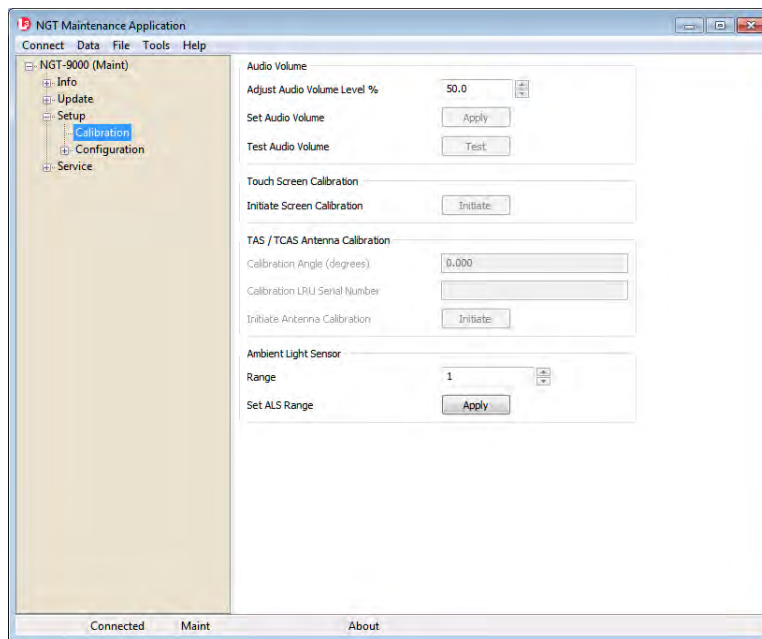 NGT Maintenance Application
Connect Data File Tools Help
NGT-9000 (Maint)
Info
Update
Setup
Calibration
Configuration
Service
Audio Volume
Adjust Audio Volume Level % 50.0
Set Audio Volume Apply
Test Audio Volume Test
Touch Screen Calibration
Initiate Screen Calibration Initiate
TAS / TCAS Antenna Calibration
Calibration Angle (degrees) 0.000
Calibration LRU Serial Number
Initiate Antenna Calibration Initiate
Ambient Light Sensor
Range 1
Set ALS Range Apply
Connected Maint About